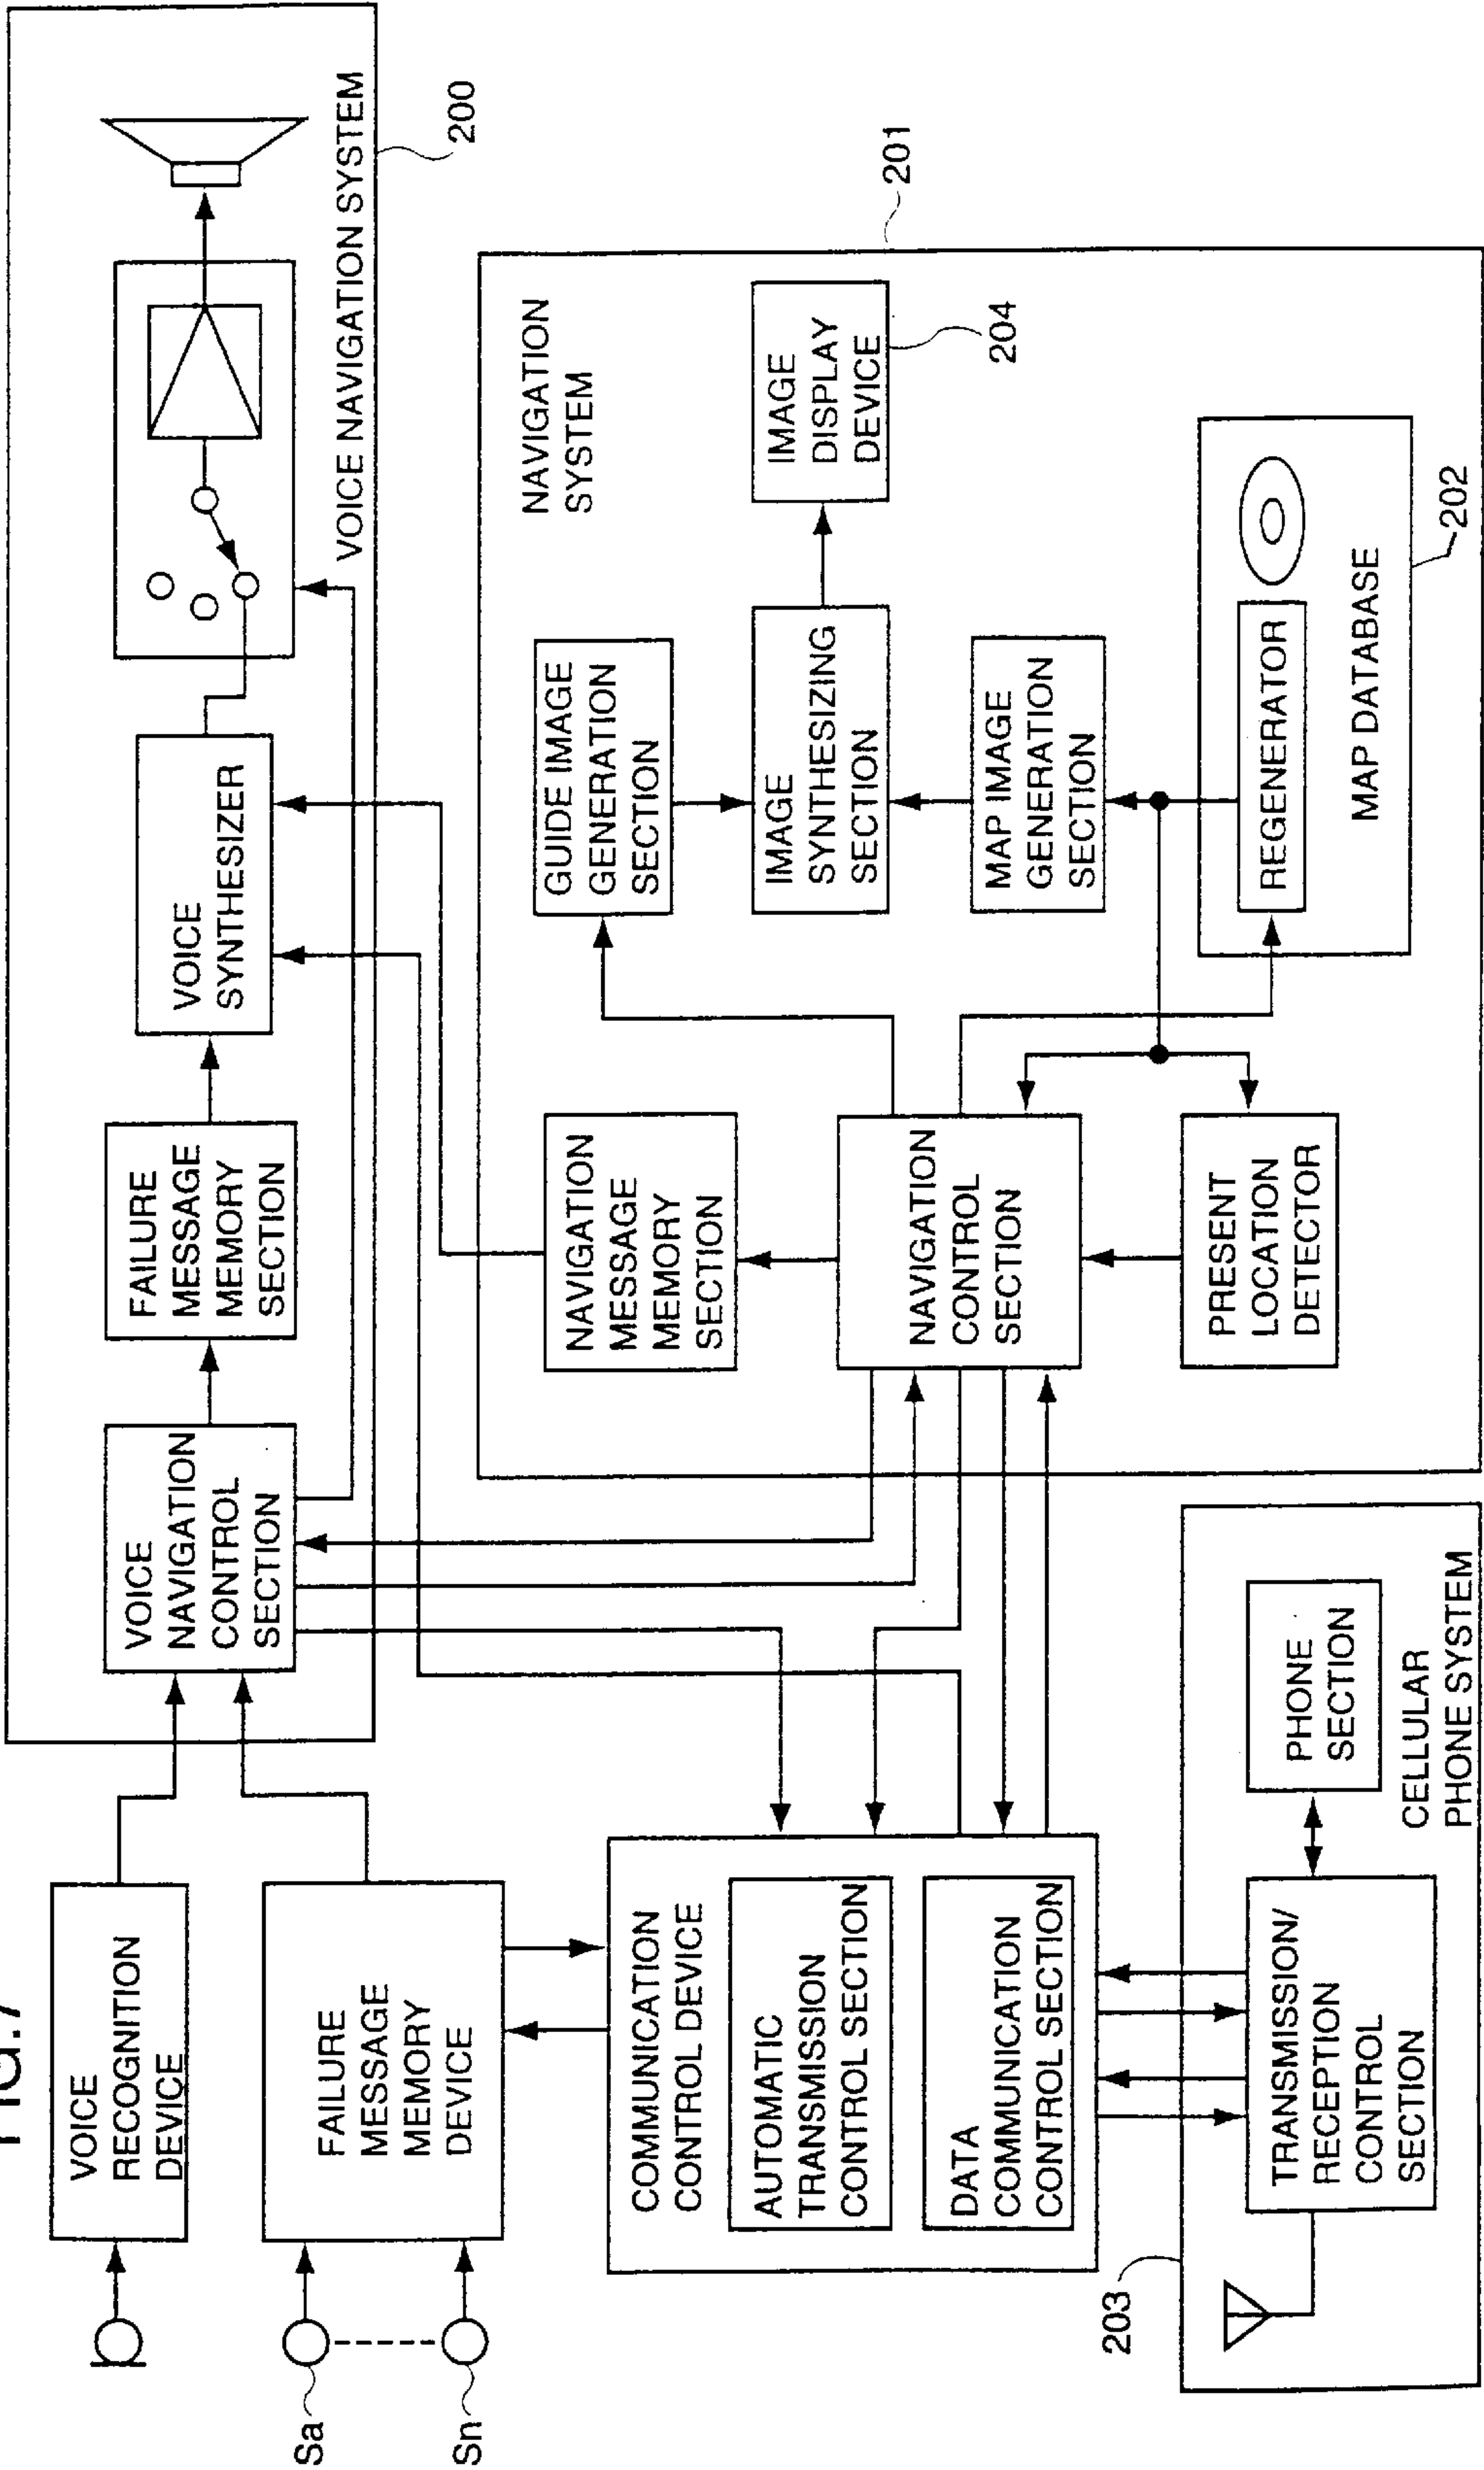 FIG.7
VOICE
RECOGNITION
DEVICE
FAILURE
MESSAGE
MEMORY
DEVICE
Sa
Sn
VOICE
NAVIGATION
CONTROL
SECTION
FAILURE
MESSAGE
MEMORY
SECTION
VOICE
SYNTHESIZER
VOICE NAVIGATION SYSTEM
200
COMMUNICATION
CONTROL DEVICE
AUTOMATIC
TRANSMISSION
CONTROL SECTION
DATA
COMMUNICATION
CONTROL SECTION
NAVIGATION
SYSTEM
201
NAVIGATION
MESSAGE
MEMORY
SECTION
GUIDE IMAGE
GENERATION
SECTION
IMAGE
SYNTHESIZING
SECTION
IMAGE
DISPLAY
DEVICE
204
NAVIGATION
CONTROL
SECTION
MAP IMAGE
GENERATION
SECTION
PRESENT
LOCATION
DETECTOR
REGENERATOR
MAP DATABASE
202
203
TRANSMISSION/
RECEPTION
CONTROL
SECTION
PHONE
SECTION
CELLULAR
PHONE SYSTEM